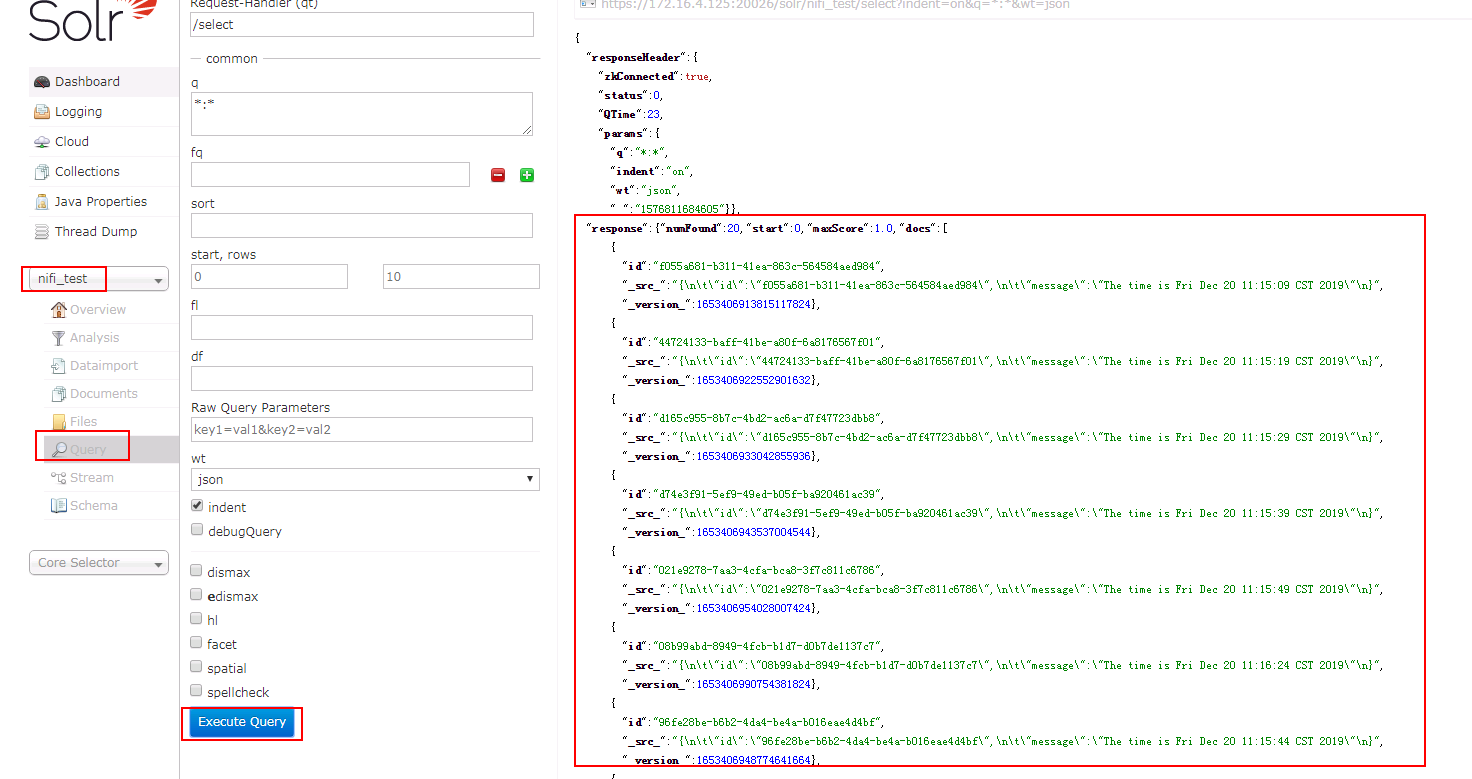 Solr
Dashboard
Logging
Cloud
Collections
Java Properties
Thread Dump
nifi_test
Overview
Analysis
Dataimport
Documents
Files
Query
Stream
Schema
Core Selector
Request-Handler (qt)
/select
common
q
*:*
fq
sort
start, rows
0
10
fl
df
Raw Query Parameters
key1=val1&key2=val2
wt
json
indent
debugQuery
dismax
edismax
hl
facet
spatial
spellcheck
Execute Query
https://172.16.4.125:20026/solr/nifi_test/select?indent=on&q=*:*&wt=json
{
"responseHeader":{
"zkConnected":true,
"status":0,
"QTime":23,
"params":{
"q":"*:*",
"indent":"on",
"wt":"json",
"_":"1576811684605"}},
"response":{"numFound":20,"start":0,"maxScore":1.0,"docs":[
{
"id":"f055a681-b311-41ea-863c-564584aed984",
"_src_":"{\n\t\"id\":\"f055a681-b311-41ea-863c-564584aed984\",\n\t\"message\":\"The time is Fri Dec 20 11:15:09 CST 2019\"\n}",
"_version_":1653406913815117824},
{
"id":"44724133-baff-41be-a80f-6a8176567f01",
"_src_":"{\n\t\"id\":\"44724133-baff-41be-a80f-6a8176567f01\",\n\t\"message\":\"The time is Fri Dec 20 11:15:19 CST 2019\"\n}",
"_version_":1653406922552901632},
{
"id":"d165c955-8b7c-4bd2-ac6a-d7f47723dbb8",
"_src_":"{\n\t\"id\":\"d165c955-8b7c-4bd2-ac6a-d7f47723dbb8\",\n\t\"message\":\"The time is Fri Dec 20 11:15:29 CST 2019\"\n}",
"_version_":1653406933042855936},
{
"id":"d74e3f91-5ef9-49ed-b05f-ba920461ac39",
"_src_":"{\n\t\"id\":\"d74e3f91-5ef9-49ed-b05f-ba920461ac39\",\n\t\"message\":\"The time is Fri Dec 20 11:15:39 CST 2019\"\n}",
"_version_":1653406943537004544},
{
"id":"021e9278-7aa3-4cfa-bca8-3f7c811c6786",
"_src_":"{\n\t\"id\":\"021e9278-7aa3-4cfa-bca8-3f7c811c6786\",\n\t\"message\":\"The time is Fri Dec 20 11:15:49 CST 2019\"\n}",
"_version_":1653406954028007424},
{
"id":"08b99abd-8949-4fcb-b1d7-d0b7de1137c7",
"_src_":"{\n\t\"id\":\"08b99abd-8949-4fcb-b1d7-d0b7de1137c7\",\n\t\"message\":\"The time is Fri Dec 20 11:16:24 CST 2019\"\n}",
"_version_":1653406990754381824},
{
"id":"96fe28be-b6b2-4da4-be4a-b016eae4d4bf",
"_src_":"{\n\t\"id\":\"96fe28be-b6b2-4da4-be4a-b016eae4d4bf\",\n\t\"message\":\"The time is Fri Dec 20 11:15:44 CST 2019\"\n}",
"_version_":1653406948774641664},
{